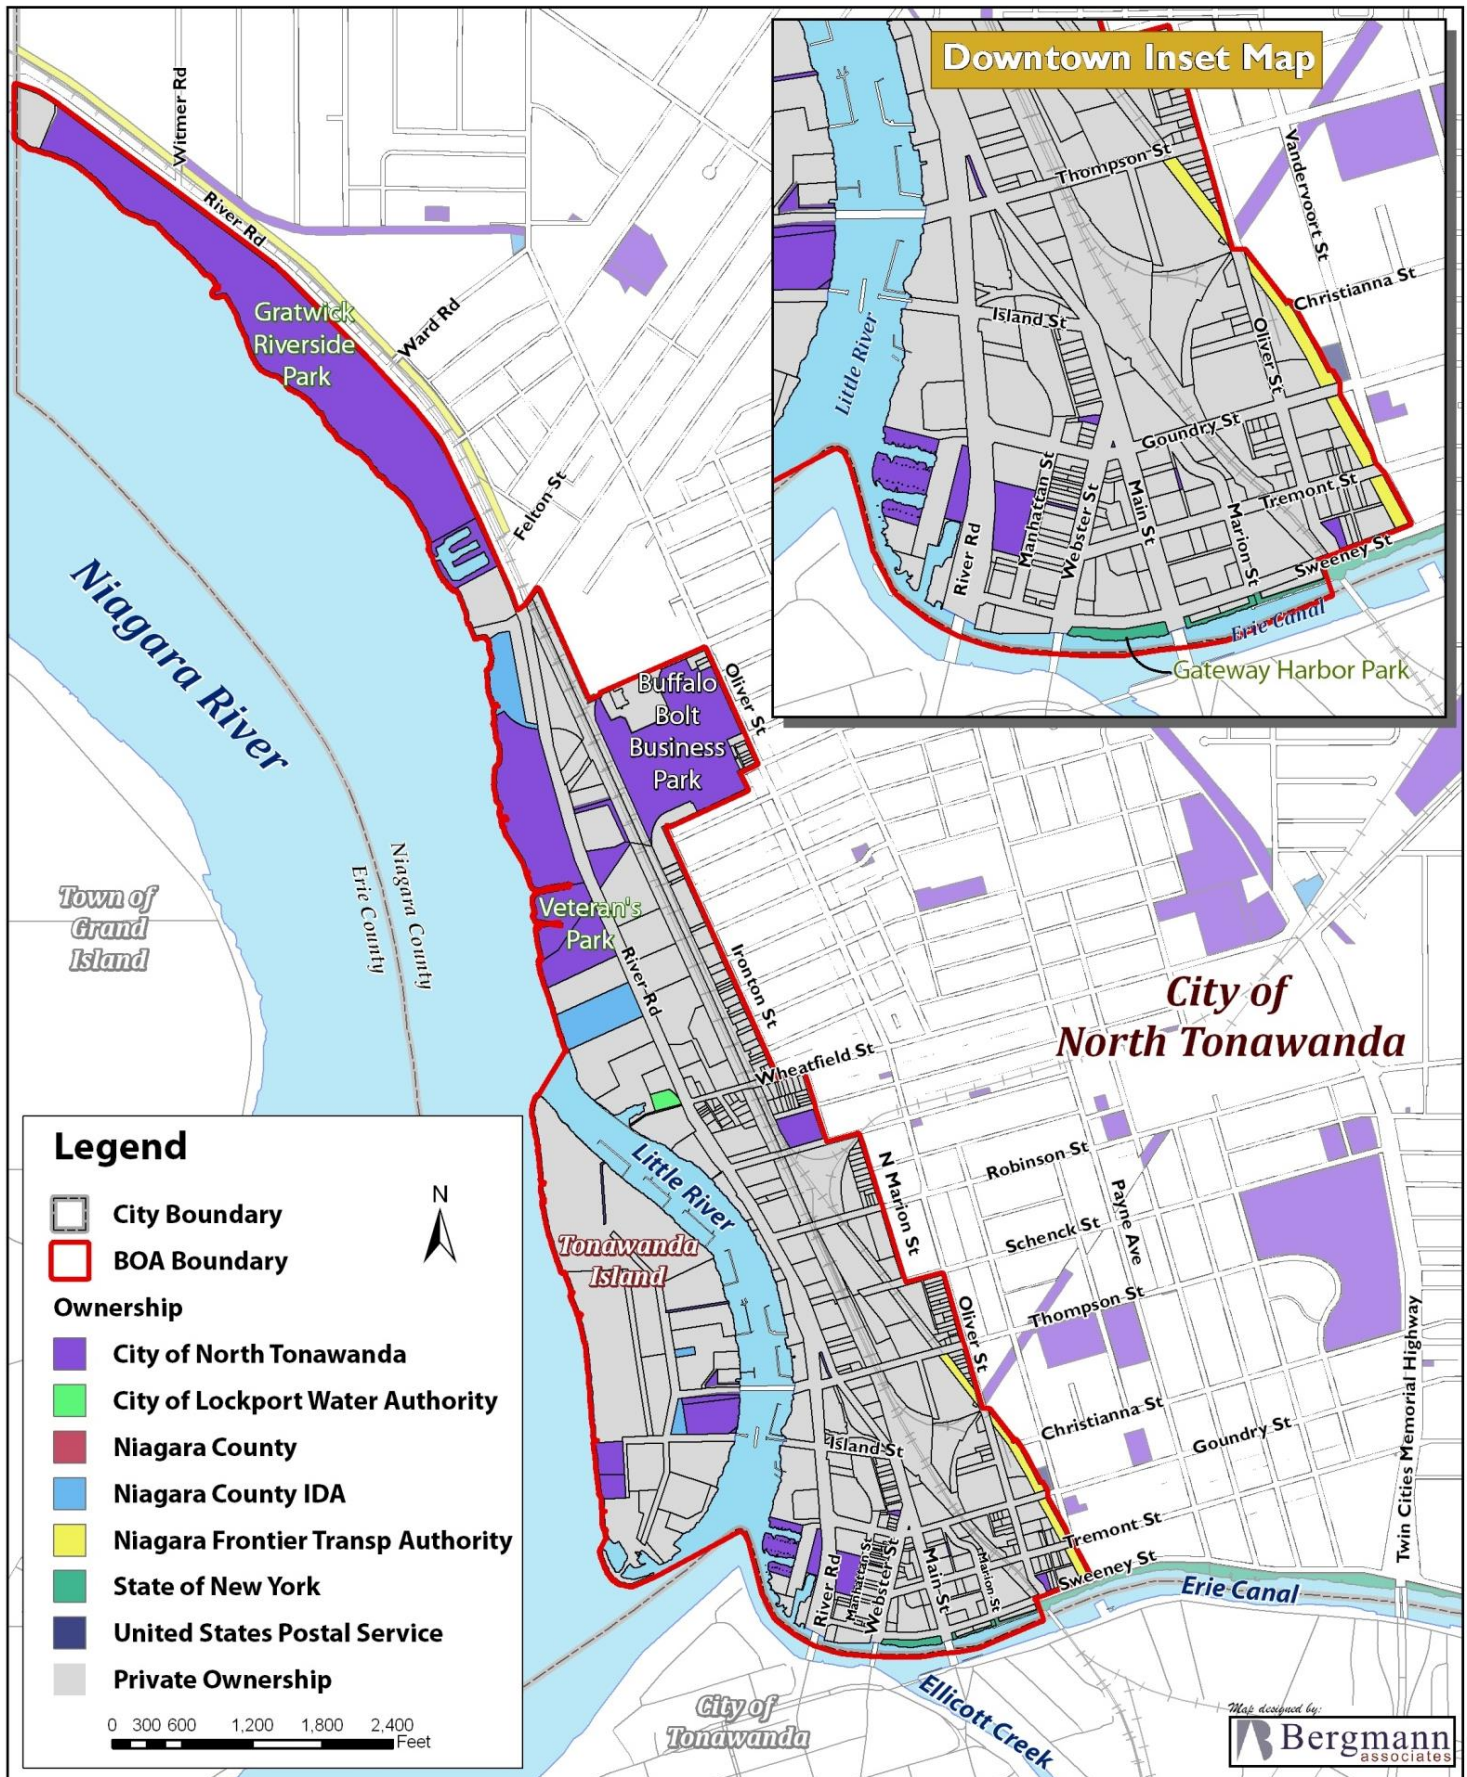 Downtown Inset Map
Thompson St
Vandervoort St
Christianna St
Island St
Oliver St
Little River
Goundry St
Tremont St
Manhattan St
Webster St
Main St
Marion St
River Rd
Sweeney St
Erie Canal
Gateway Harbor Park
Witmer Rd
River Rd
Gratwick
Riverside
Park
Ward Rd
Felton St
Niagara River
Buffalo
Bolt
Business
Park
Oliver St
Town of
Grand
Island
Erie County
Niagara County
Veteran's
Park
River Rd
Ironton St
City of
North Tonawanda
Wheatfield St
Little River
Tonawanda
Island
N Marion St
Robinson St
Schenck St
Payne Ave
Thompson St
Oliver St
Christianna St
Goundry St
Twin Cities Memorial Highway
Island St
Tremont St
Sweeney St
River Rd
Manhattan St
Webster St
Main St
Marion St
Erie Canal
Ellicott Creek
City of
Tonawanda
Legend
N
City Boundary
BOA Boundary
Ownership
City of North Tonawanda
City of Lockport Water Authority
Niagara County
Niagara County IDA
Niagara Frontier Transp Authority
State of New York
United States Postal Service
Private Ownership
0 300 600 1,200 1,800 2,400
Feet
Map designed by:
Bergmann
associates